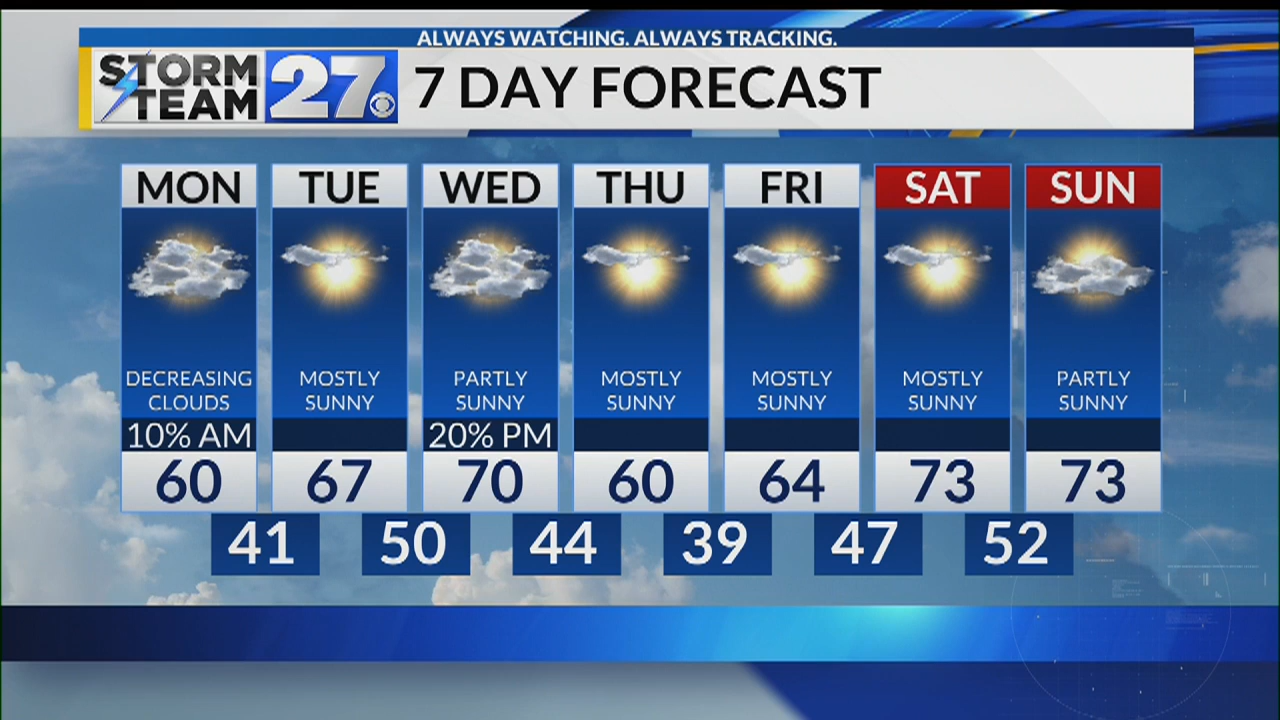 ALWAYS WATCHING. ALWAYS TRACKING.
STORM TEAM 27
7 DAY FORECAST
MON TUE WED THU FRI SAT SUN
DECREASING CLOUDS
MOSTLY SUNNY
PARTLY SUNNY
MOSTLY SUNNY
MOSTLY SUNNY
MOSTLY SUNNY
PARTLY SUNNY
10% AM 20% PM
60 67 70 60 64 73 73
41 50 44 39 47 52